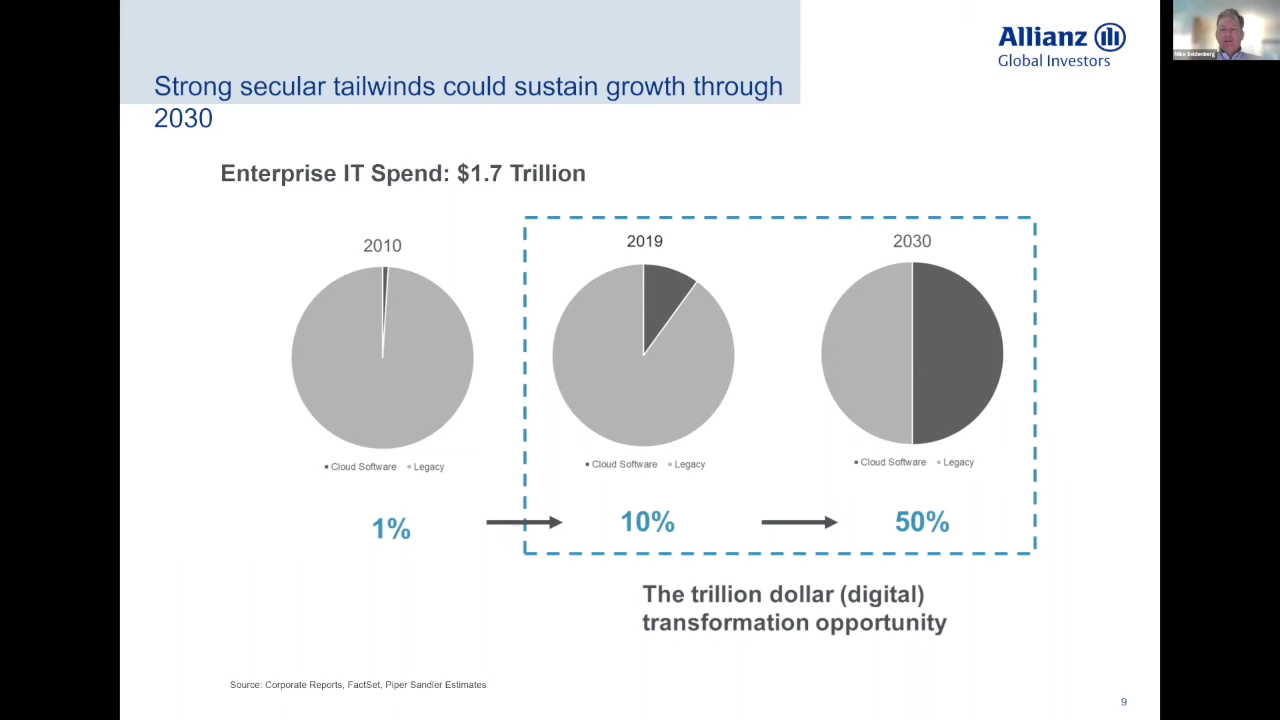 Allianz
Global Investors
Mike Seidenberg
Strong secular tailwinds could sustain growth through
2030
Enterprise IT Spend: $1.7 Trillion
2010
2019
2030
Cloud Software Legacy
Cloud Software Legacy
Cloud Software Legacy
1%
10%
50%
The trillion dollar (digital)
transformation opportunity
Source: Corporate Reports, FactSet, Piper Sandler Estimates
9